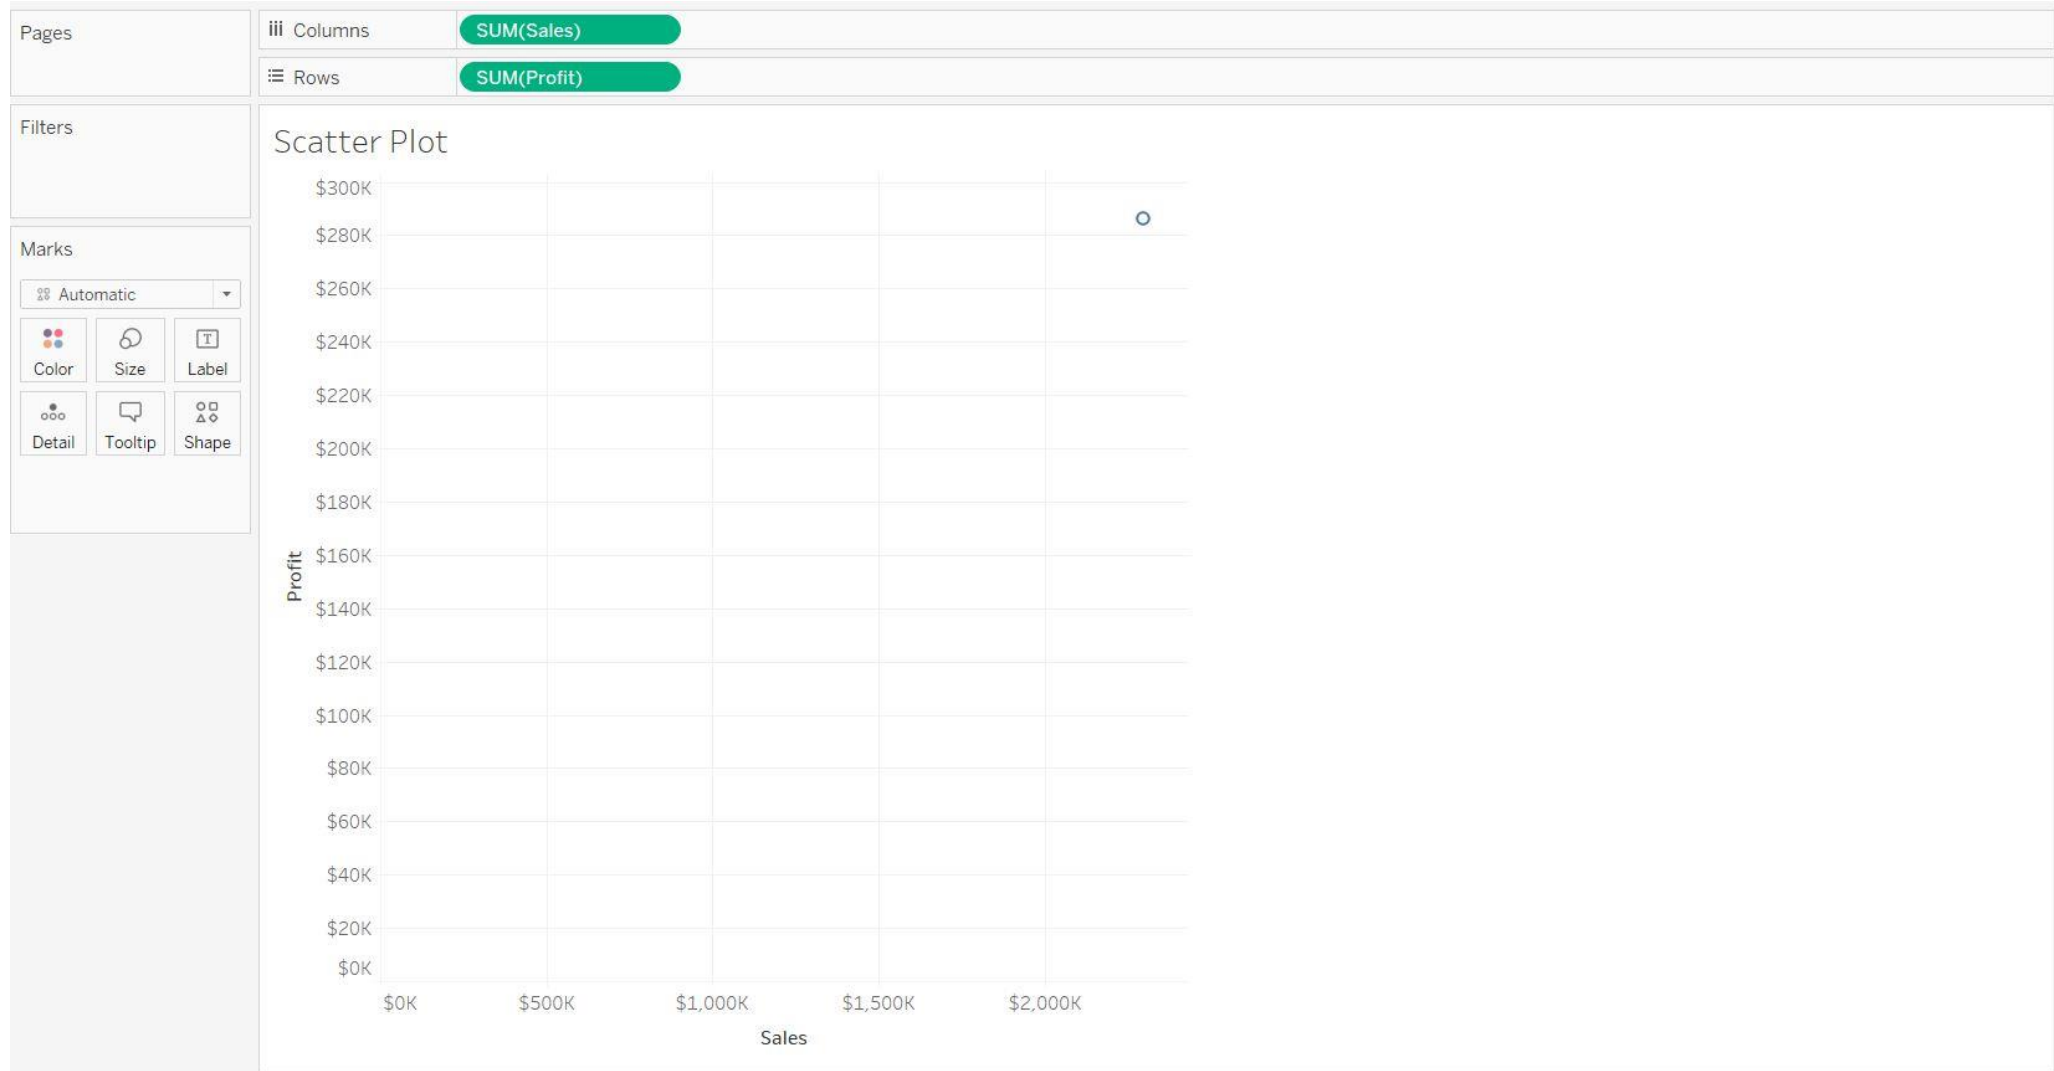 Pages
Columns
SUM(Sales)
Rows
SUM(Profit)
Filters
Marks
Automatic
Color
Size
T
Label
Detail
Tooltip
Shape
Scatter Plot
$300K
$280K
$260K
$240K
$220K
$200K
$180K
$160K
$140K
$120K
$100K
$80K
$60K
$40K
$20K
$0K
Profit
$0K
$500K
$1,000K
$1,500K
$2,000K
Sales